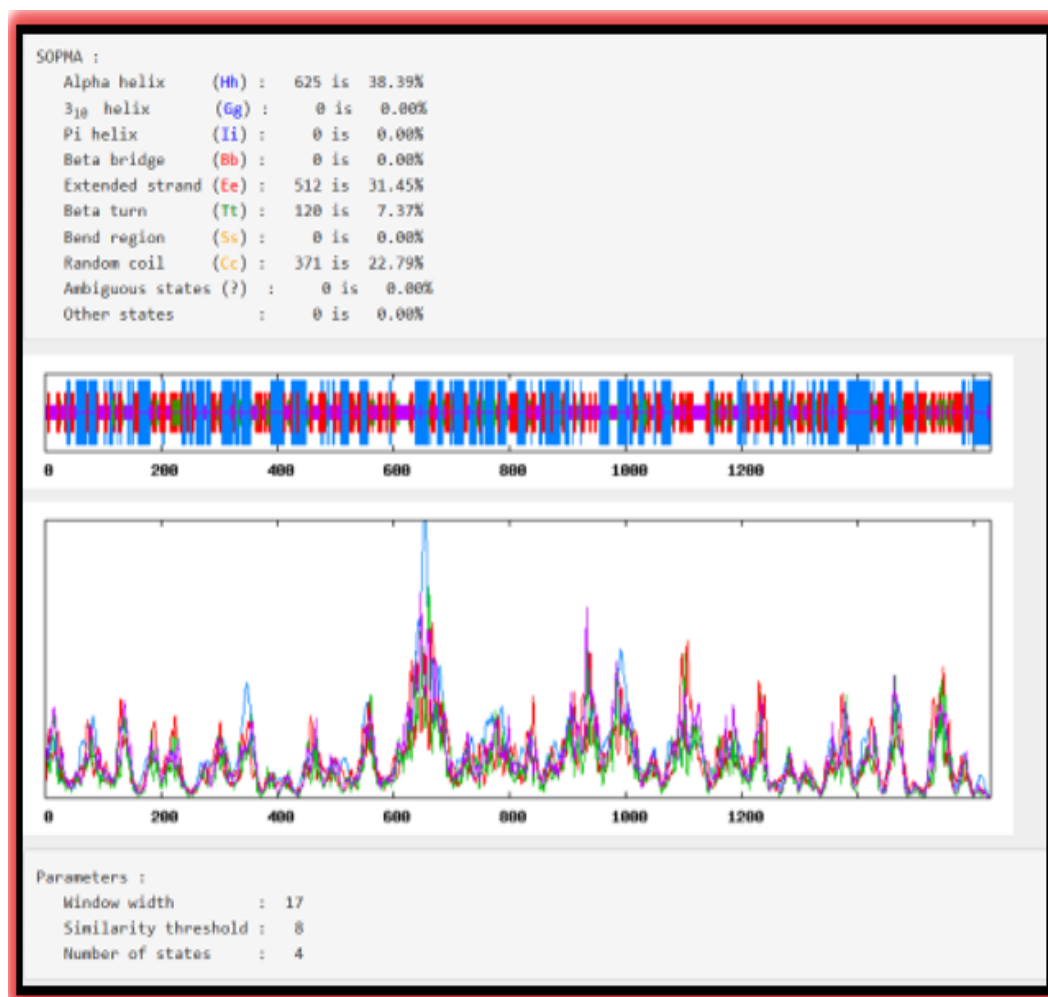 SOPMA :
Alpha helix (Hh) : 625 is 38.39%
3₁₀ helix (Gg) : 0 is 0.00%
Pi helix (Ii) : 0 is 0.00%
Beta bridge (Bb) : 0 is 0.00%
Extended strand (Ee) : 512 is 31.45%
Beta turn (Tt) : 120 is 7.37%
Bend region (Ss) : 0 is 0.00%
Random coil (Cc) : 371 is 22.79%
Ambiguous states (?) : 0 is 0.00%
Other states : 0 is 0.00%
0 200 400 600 800 1000 1200
0 200 400 600 800 1000 1200
Parameters :
Window width : 17
Similarity threshold : 8
Number of states : 4